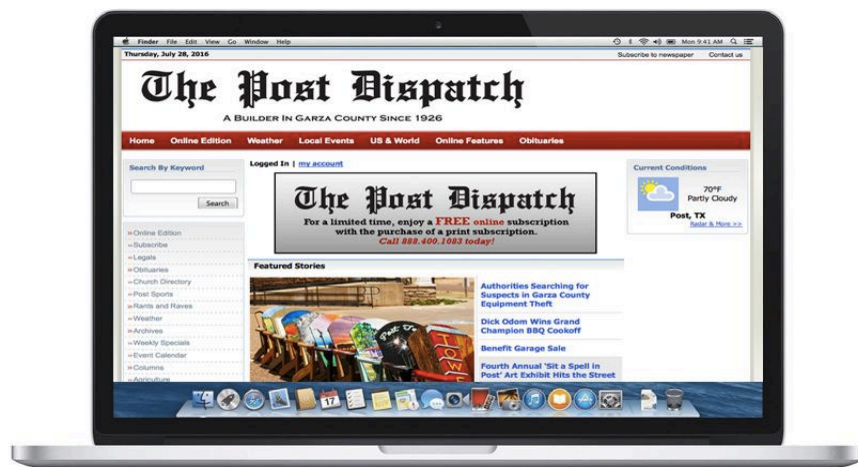 Finder File Edit View Go Window Help Mon 9:41 AM
Thursday, July 28, 2016 Subscribe to newspaper Contact us
The Post Dispatch
A BUILDER IN GARZA COUNTY SINCE 1926
Home Online Edition Weather Local Events US & World Online Features Obituaries
Search By Keyword
Search
»Online Edition
»Subscribe
»Legals
»Obituaries
»Church Directory
»Post Sports
»Rants and Raves
»Weather
»Archives
»Weekly Specials
»Event Calendar
»Columns
»Agriculture
Logged In | my account
The Post Dispatch
For a limited time, enjoy a FREE online subscription
with the purchase of a print subscription.
Call 888.400.1083 today!
Featured Stories
Post Tx
HOWE
Authorities Searching for
Suspects in Garza County
Equipment Theft
Dick Odom Wins Grand
Champion BBQ Cookoff
Benefit Garage Sale
Fourth Annual 'Sit a Spell in
Post' Art Exhibit Hits the Street
Current Conditions
70°F
Partly Cloudy
Post, TX
Radar & More >>
17